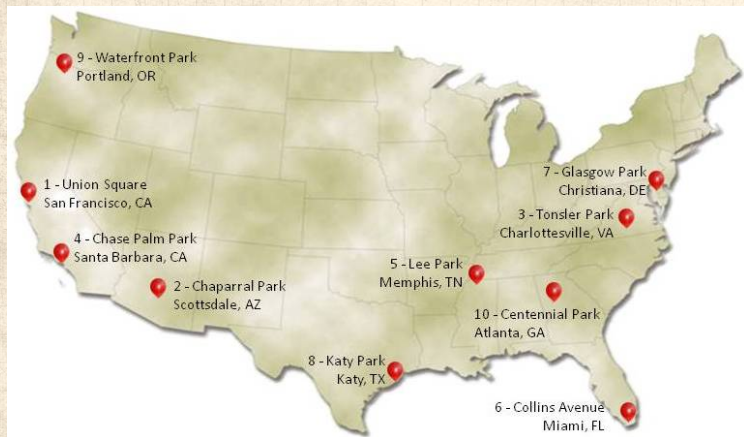 9 - Waterfront Park
Portland, OR
1 - Union Square
San Francisco, CA
7 - Glasgow Park
Christiana, DE
3 - Tonsler Park
Charlottesville, VA
4 - Chase Palm Park
Santa Barbara, CA
5 - Lee Park
Memphis, TN
2 - Chaparral Park
Scottsdale, AZ
10 - Centennial Park
Atlanta, GA
8 - Katy Park
Katy, TX
6 - Collins Avenue
Miami, FL